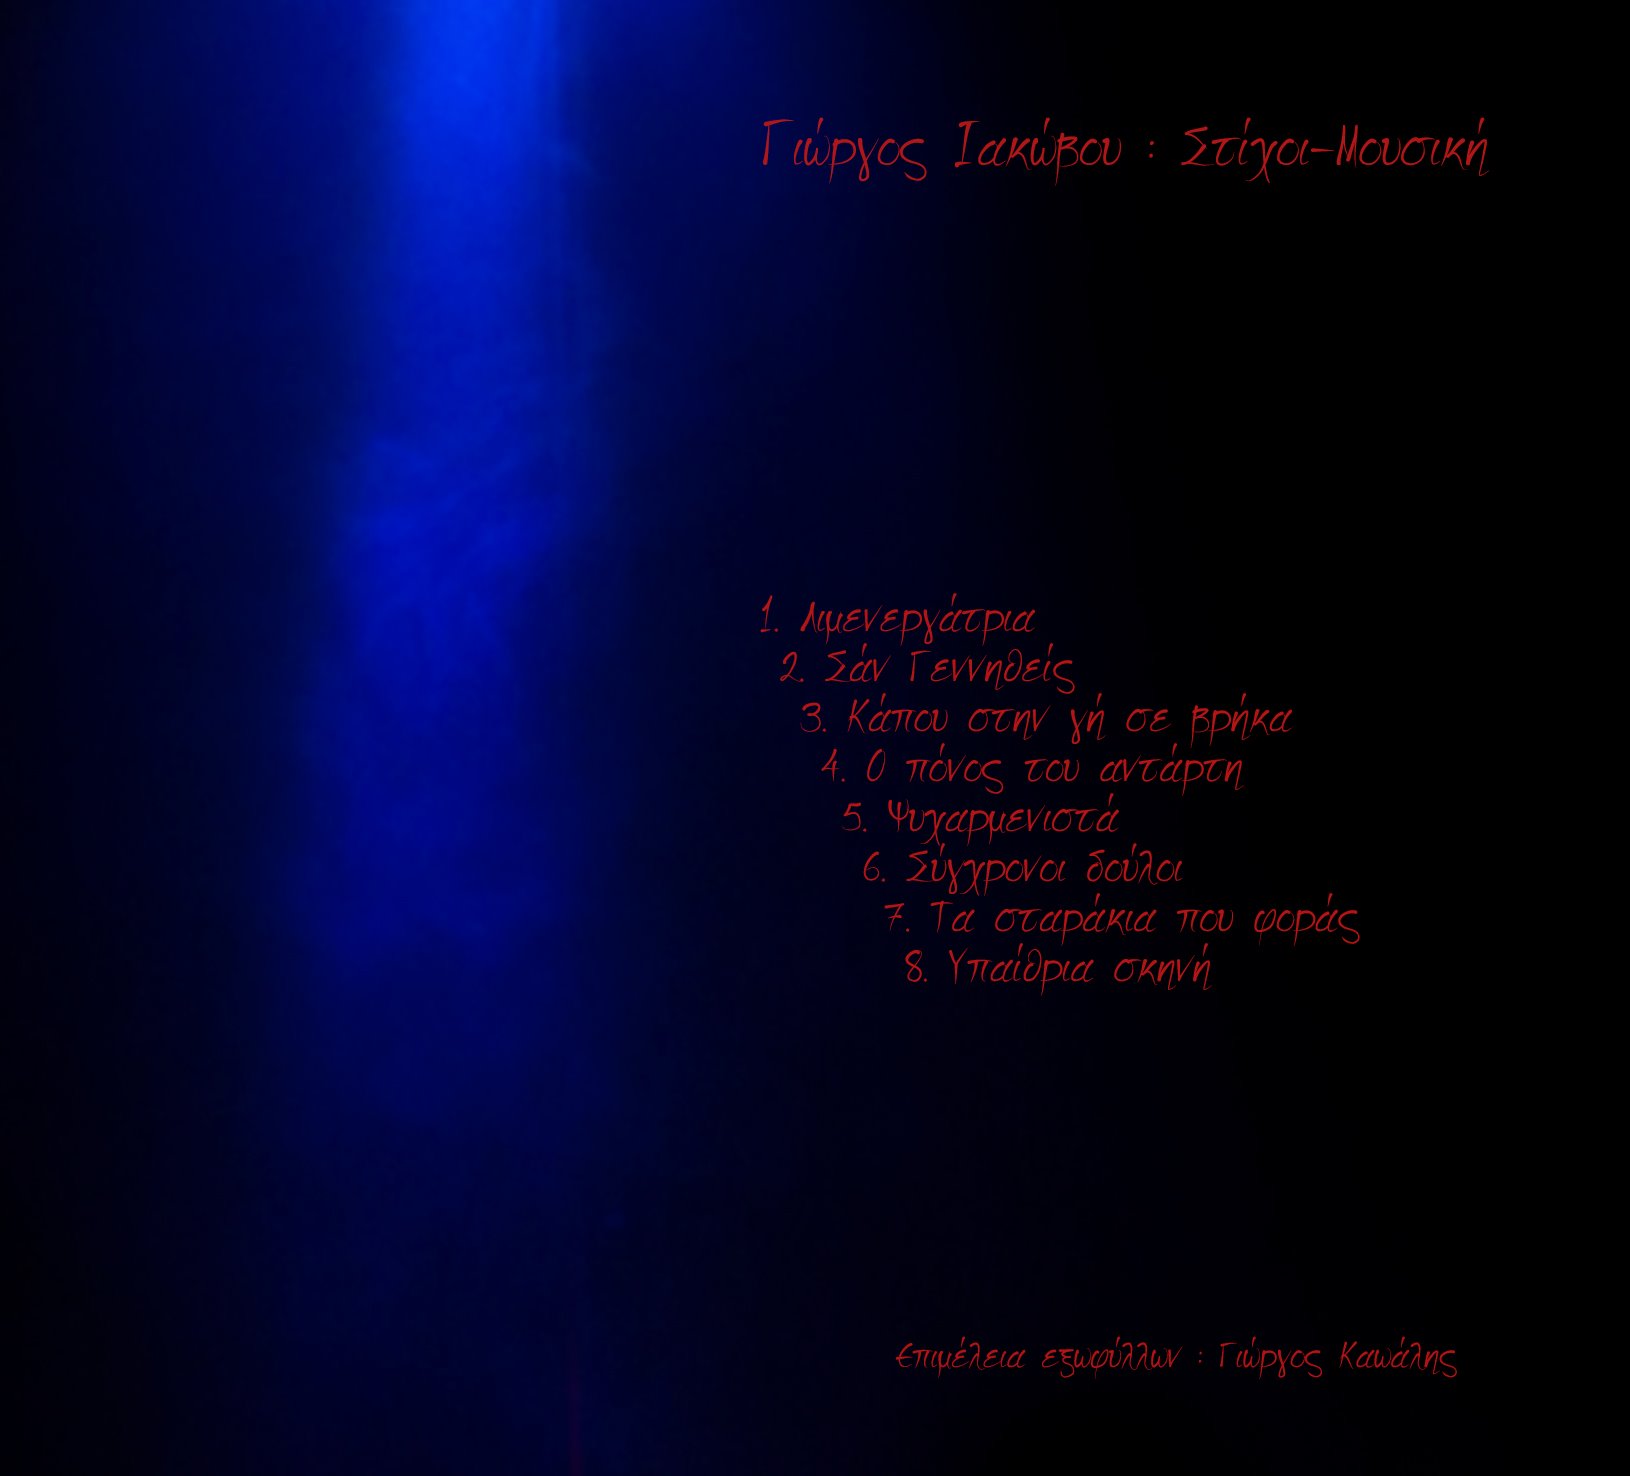 Γιώργος Ιακώβου : Στίχοι-Μουσική
1. Λιμενεργάτρια
2. Σάν Γεννηθείς
3. Κάπου στην γή σε βρήκα
4. Ο πόνος του αντάρτη
5. Ψυχαρμενιστά
6. Σύγχρονοι δούλοι
7. Τα σταράκια που φοράς
8. Υπαίθρια σκηνή
Επιμέλεια εξωφύλλων : Γιώργος Καωάλης